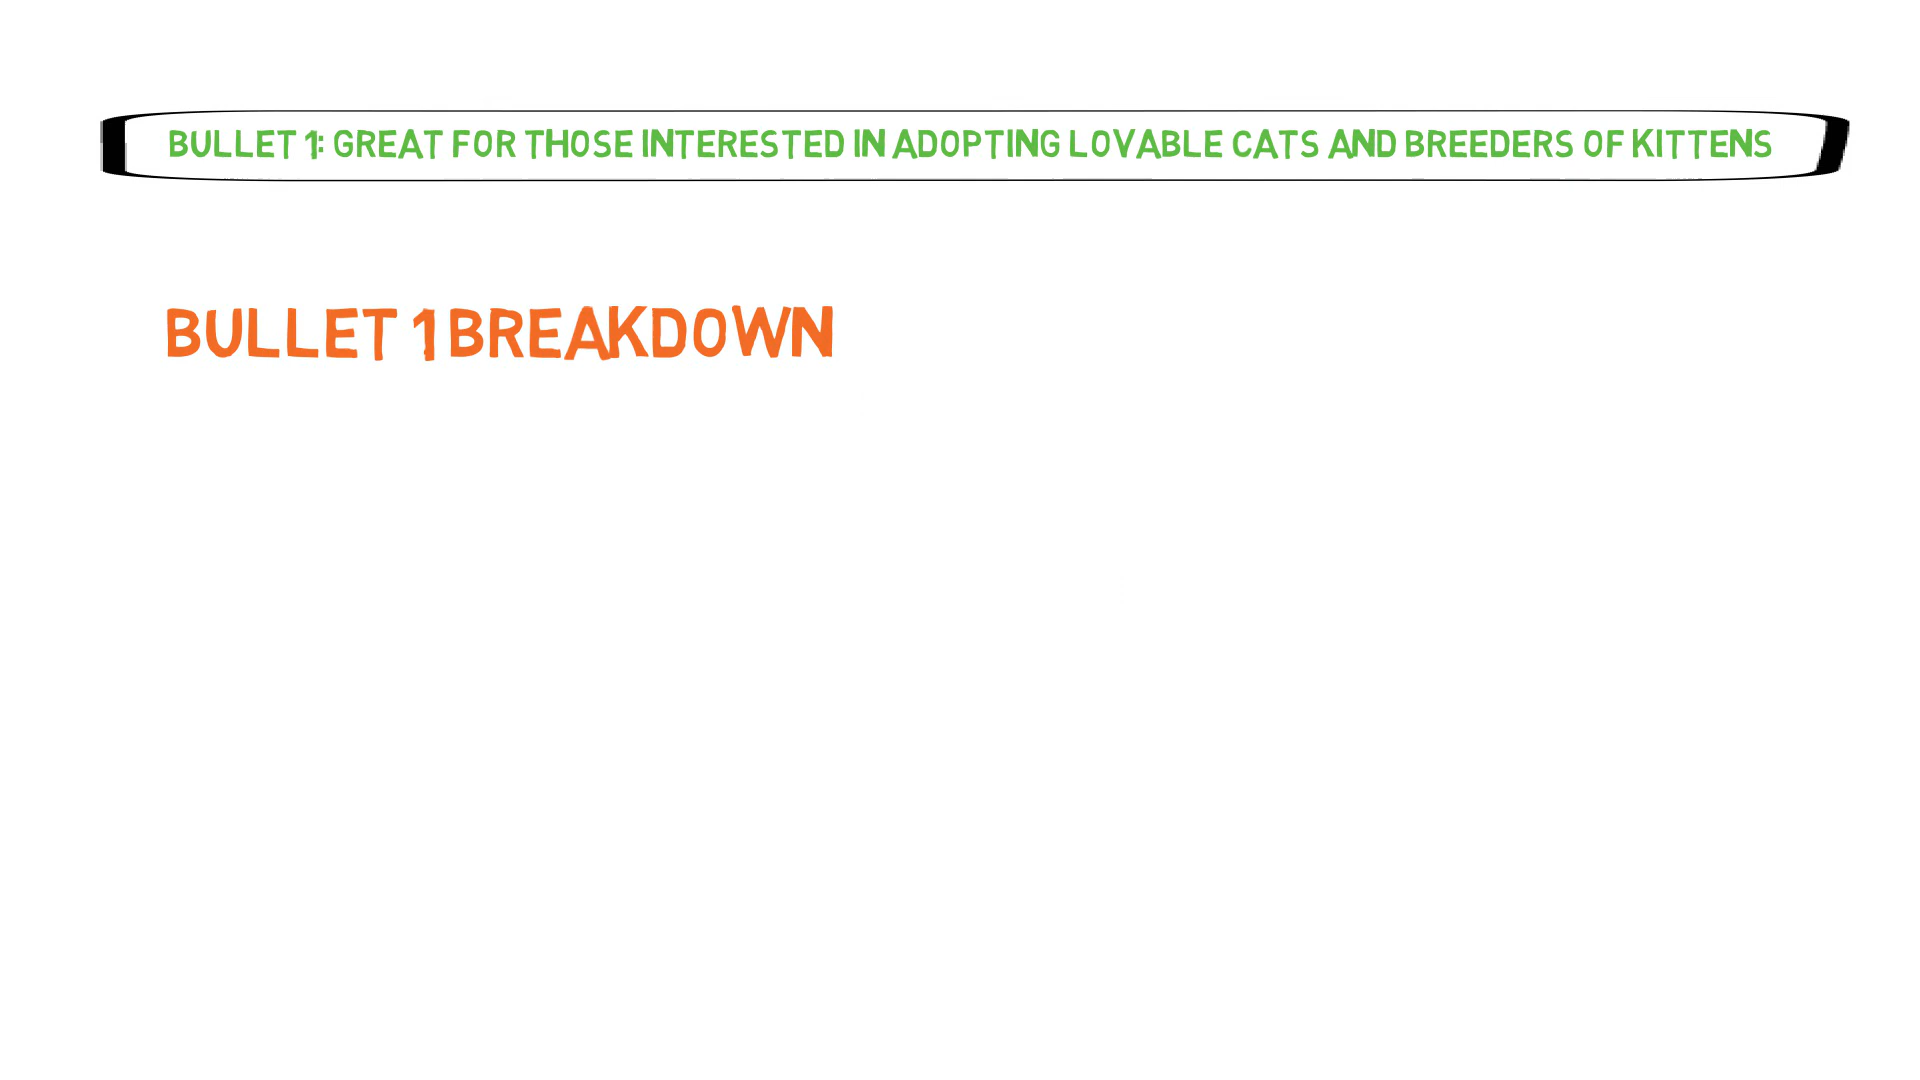 BULLET 1: GREAT FOR THOSE INTERESTED IN ADOPTING LOVABLE CATS AND BREEDERS OF KITTENS
BULLET 1 BREAKDOWN